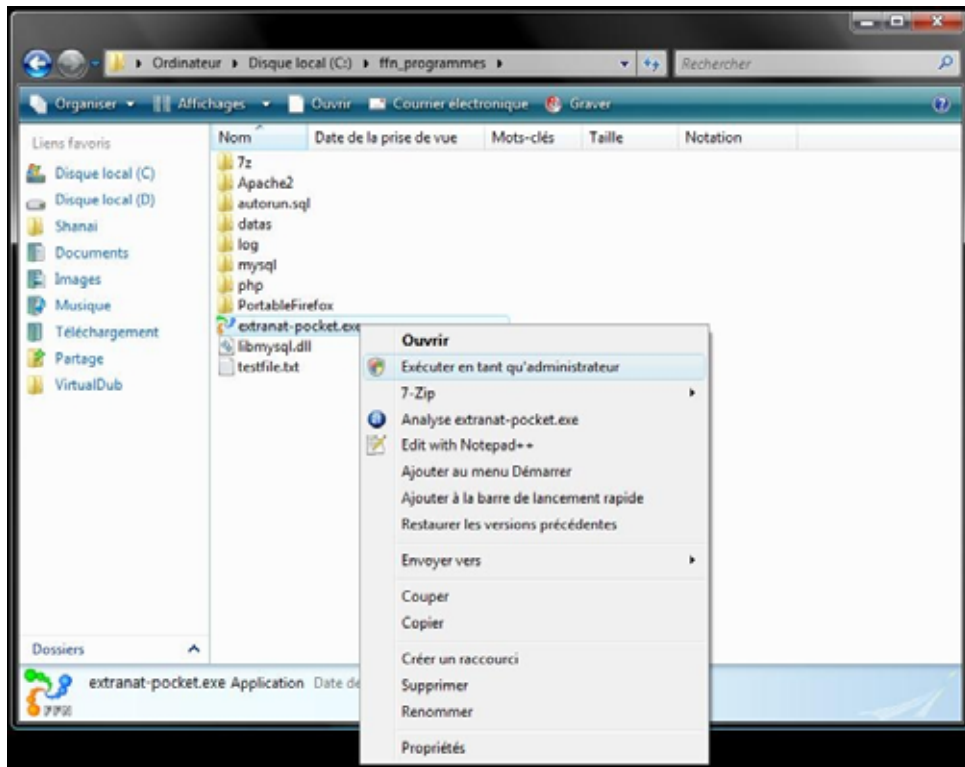 Ordinateur ▸ Disque local (C:) ▸ ffn_programmes ▸
Rechercher
Organiser Affichages Ouvrir Courrier électronique Graver
Liens favoris
Disque local (C)
Disque local (D)
Shanai
Documents
Images
Musique
Téléchargement
Partage
VirtualDub
Dossiers
Nom Date de la prise de vue Mots-clés Taille Notation
7z
Apache2
autorun.sql
datas
log
mysql
php
PortableFirefox
extranat-pocket.exe
libmysql.dll
testfile.txt
Ouvrir
Exécuter en tant qu'administrateur
7-Zip
Analyse extranat-pocket.exe
Edit with Notepad++
Ajouter au menu Démarrer
Ajouter à la barre de lancement rapide
Restaurer les versions précédentes
Envoyer vers
Couper
Copier
Créer un raccourci
Supprimer
Renommer
Propriétés
extranat-pocket.exe Application Date de